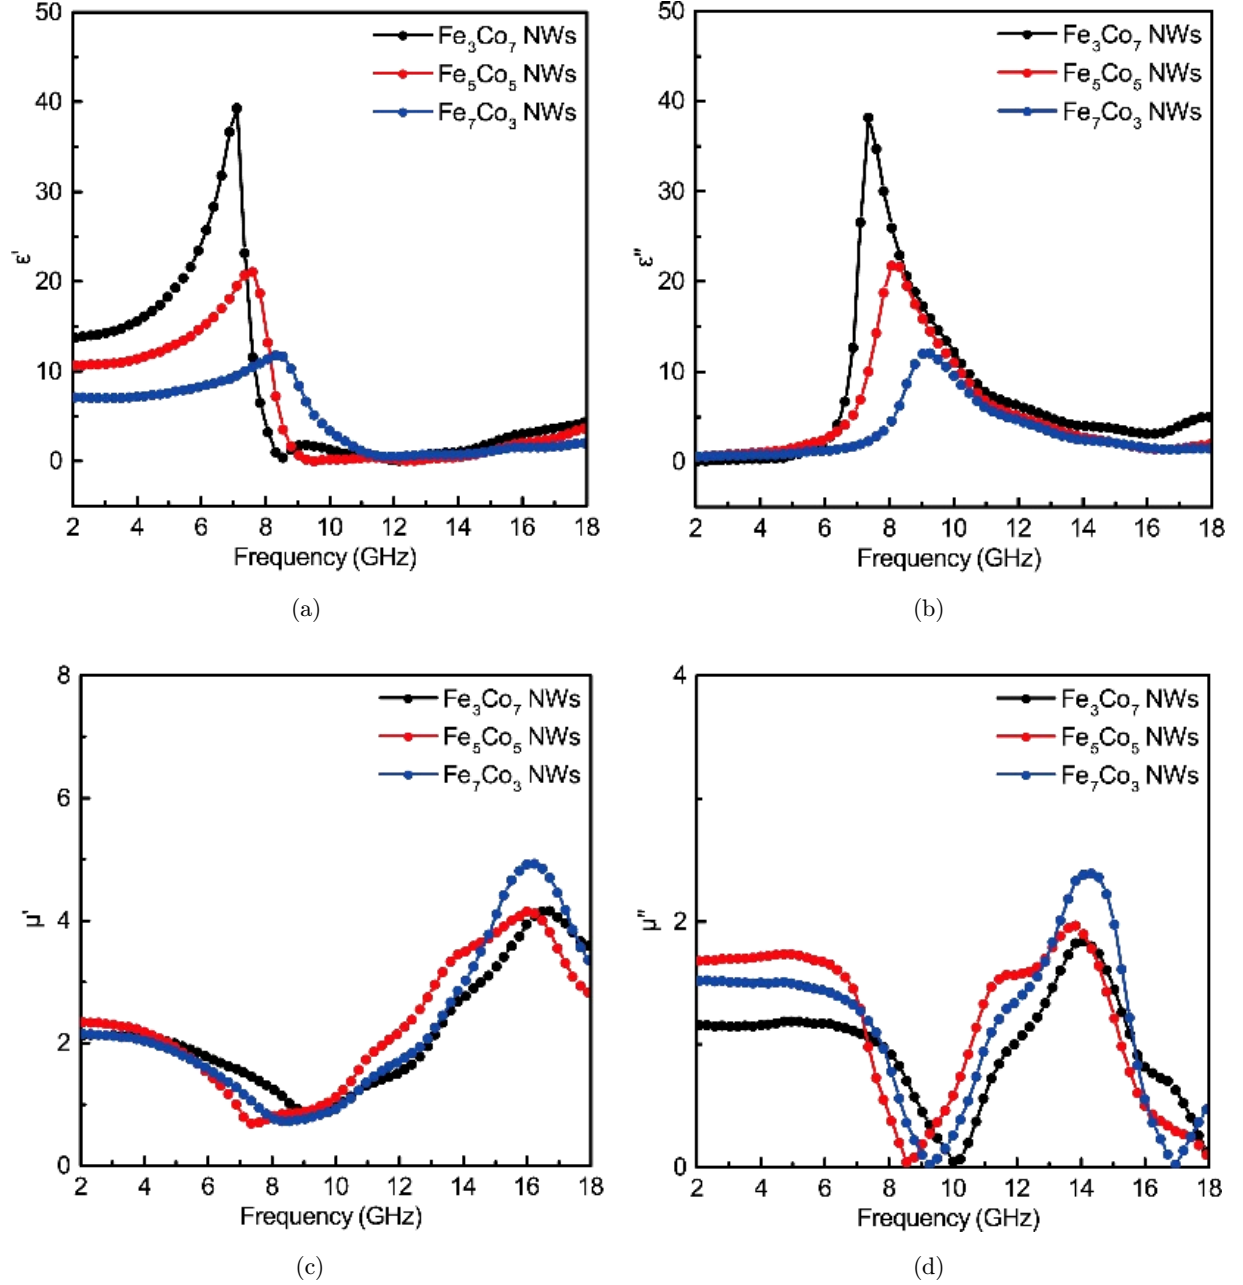 50
40
30
20
10
0
ε'
Fe₃Co₇ NWs
Fe₅Co₅ NWs
Fe₇Co₃ NWs
2 4 6 8 10 12 14 16 18
Frequency (GHz)
(a)
50
40
30
20
10
0
ε"
Fe₃Co₇ NWs
Fe₅Co₅ NWs
Fe₇Co₃ NWs
2 4 6 8 10 12 14 16 18
Frequency (GHz)
(b)
8
6
4
2
0
μ'
Fe₃Co₇ NWs
Fe₅Co₅ NWs
Fe₇Co₃ NWs
2 4 6 8 10 12 14 16 18
Frequency (GHz)
(c)
4
2
0
μ"
Fe₃Co₇ NWs
Fe₅Co₅ NWs
Fe₇Co₃ NWs
2 4 6 8 10 12 14 16 18
Frequency (GHz)
(d)